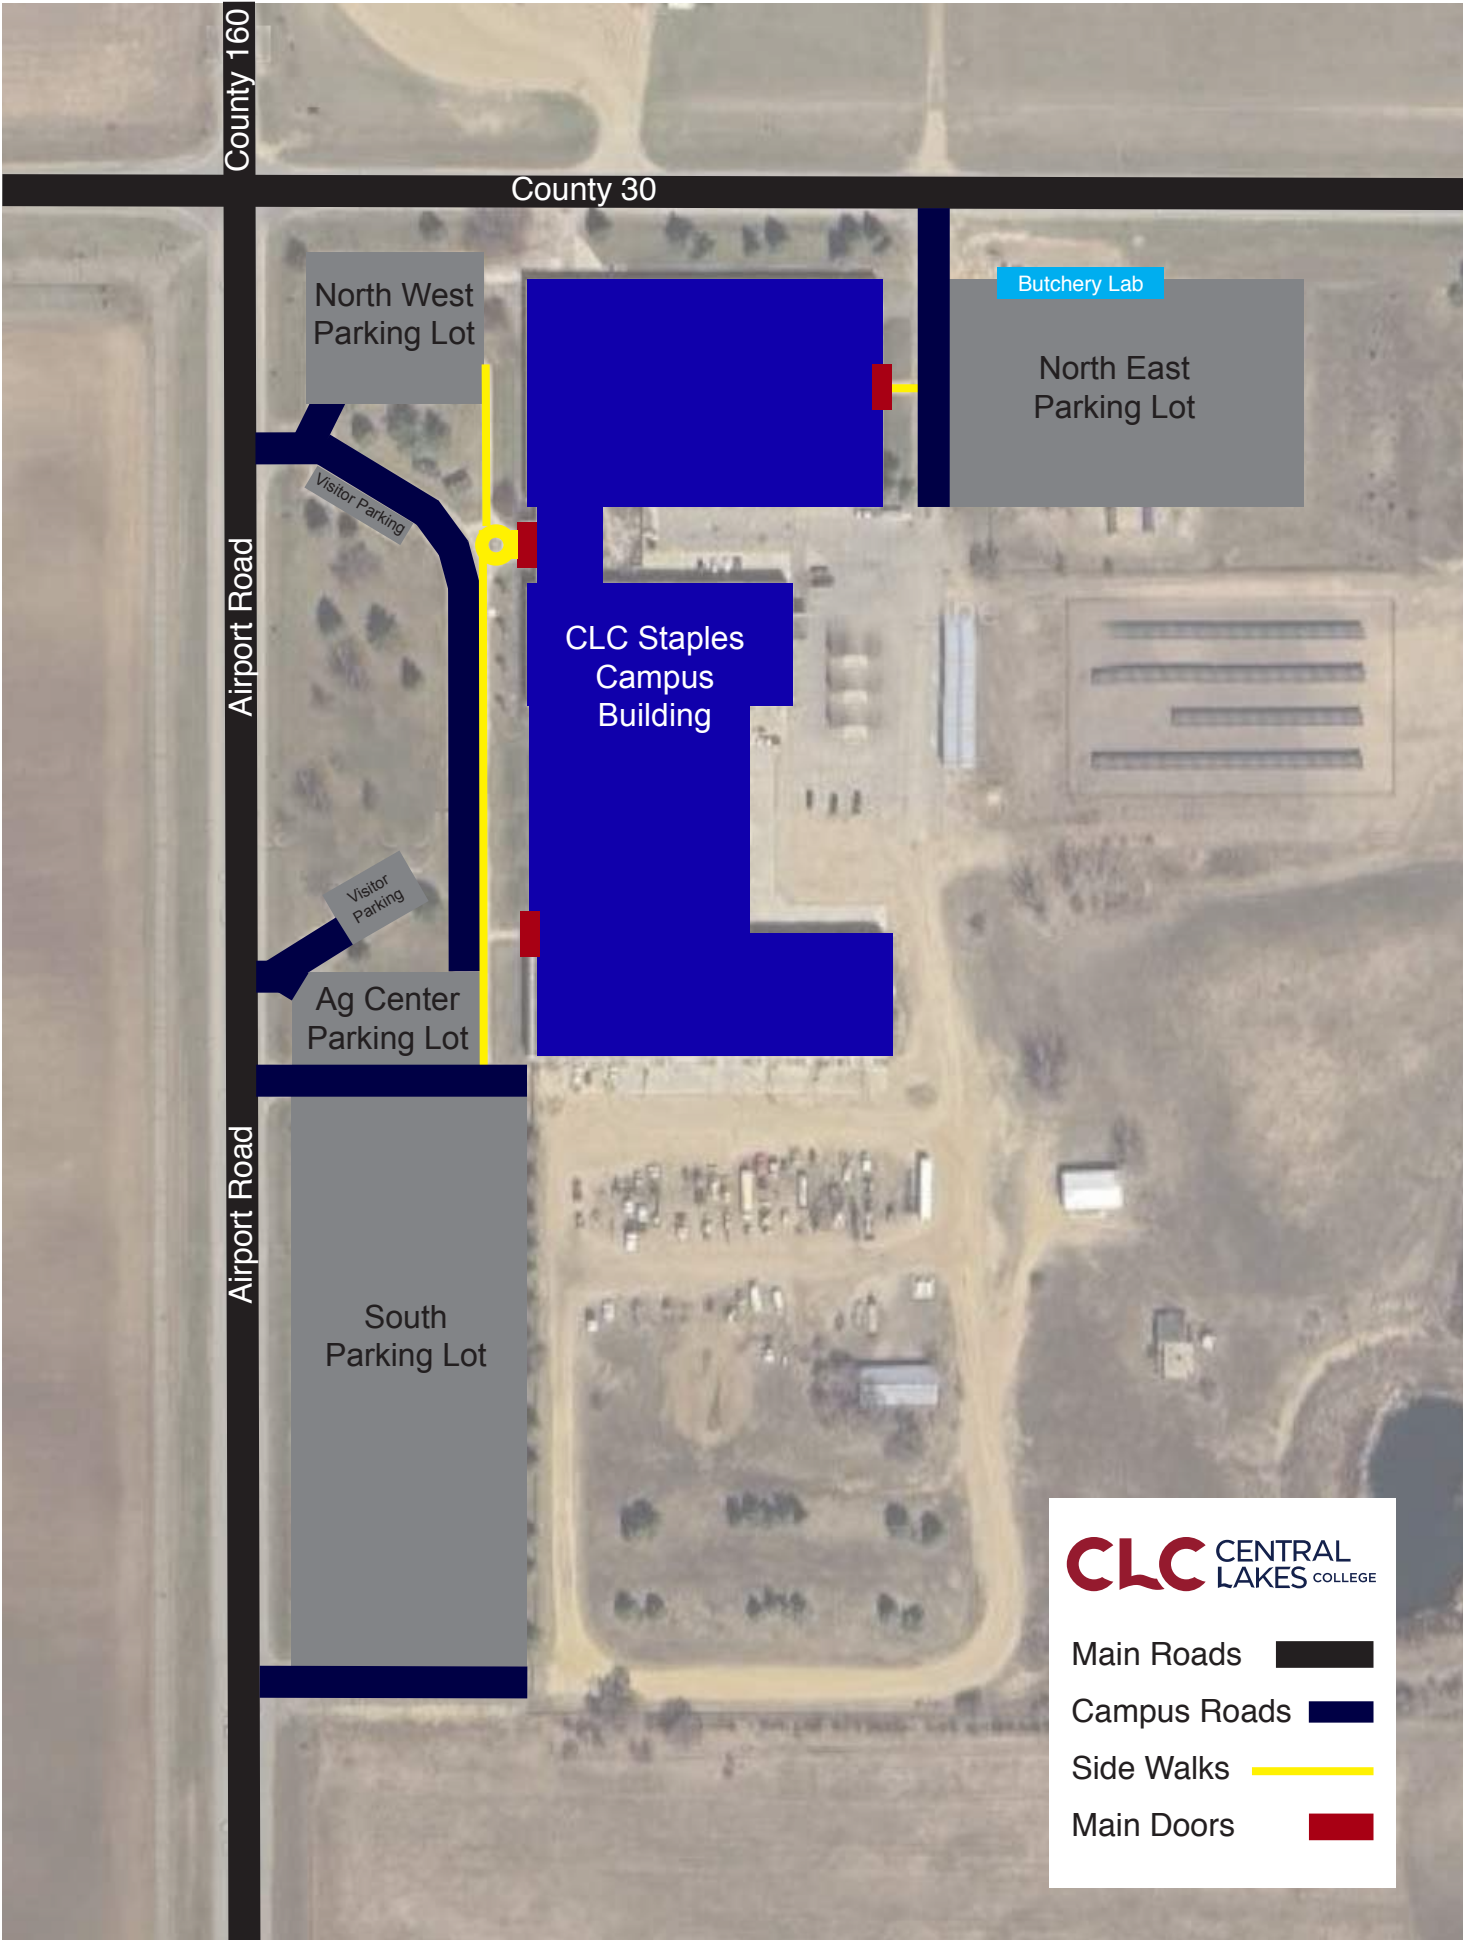 County 160
County 30
North West
Parking Lot
Butchery Lab
North East
Parking Lot
Visitor Parking
Airport Road
CLC Staples
Campus
Building
Visitor
Parking
Ag Center
Parking Lot
Airport Road
South
Parking Lot
CLC CENTRAL
LAKES COLLEGE
Main Roads
Campus Roads
Side Walks
Main Doors